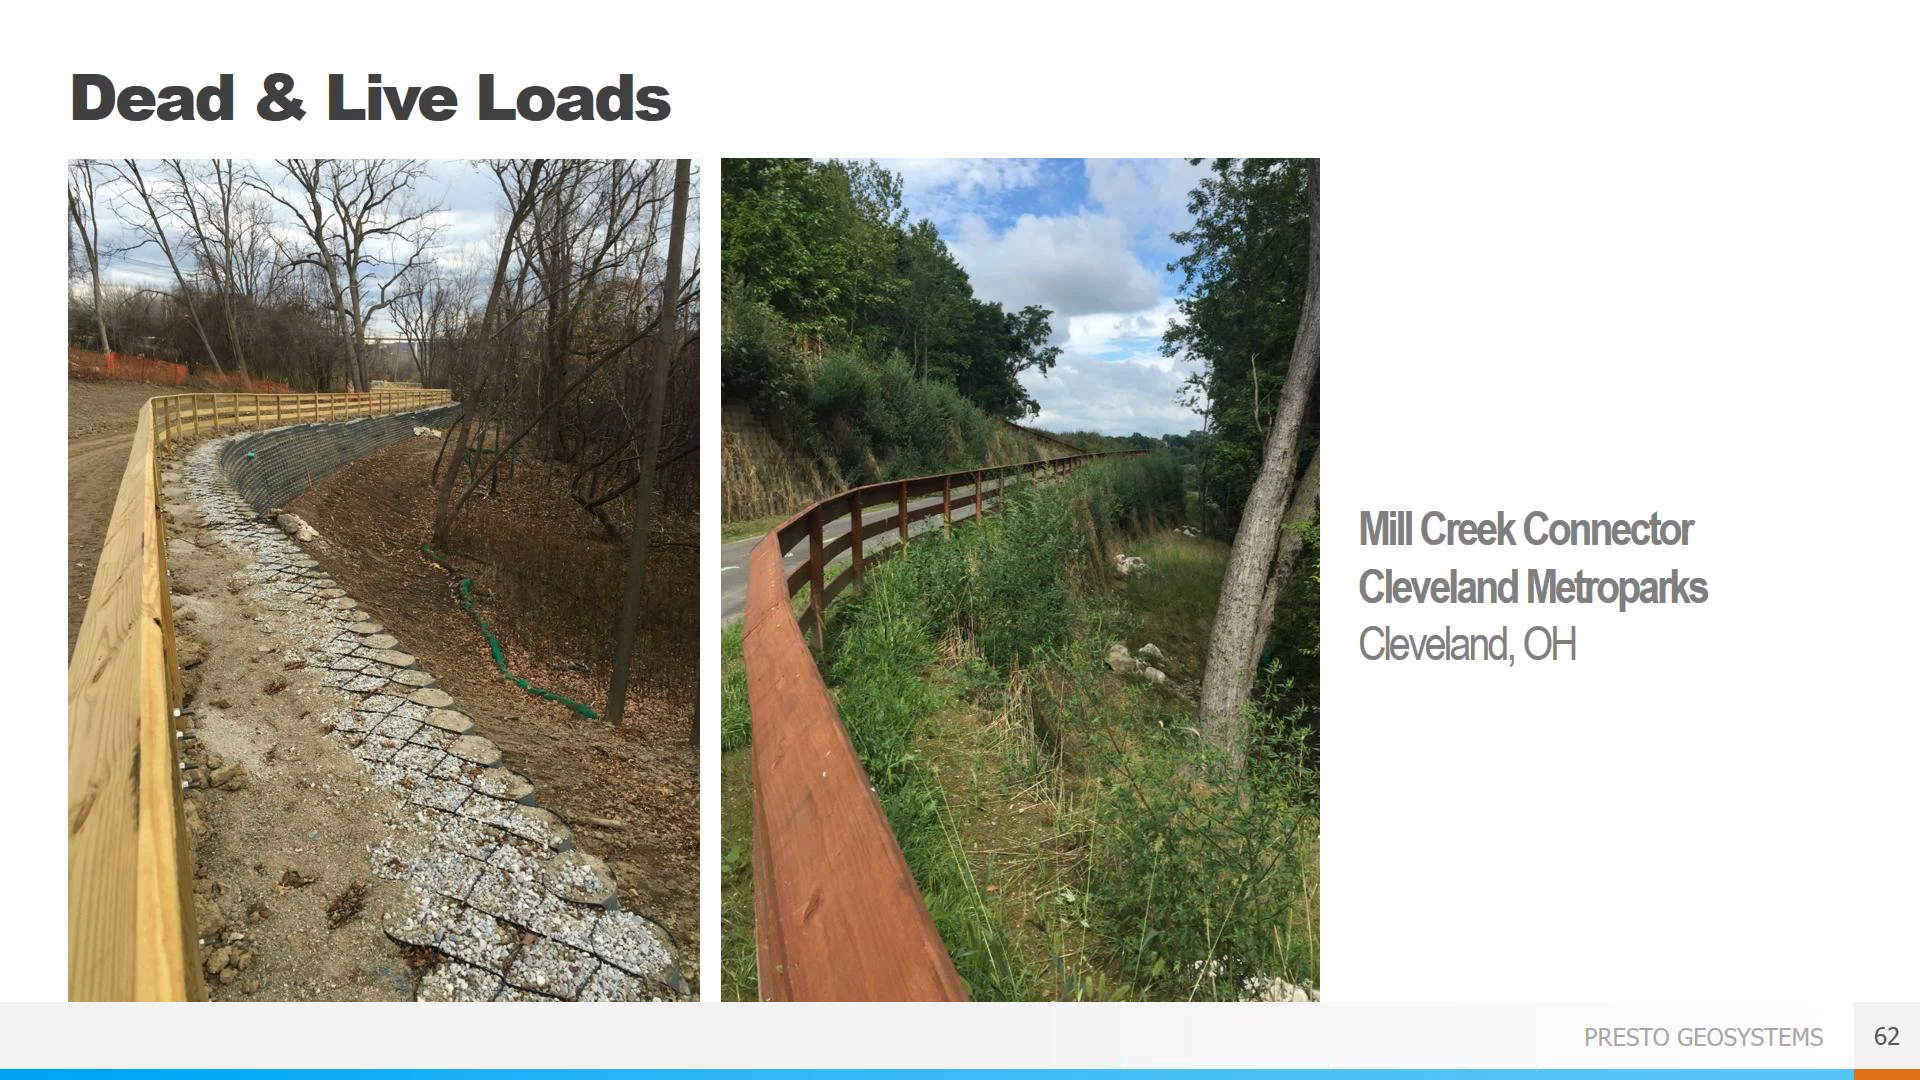 Dead & Live Loads
Mill Creek Connector
Cleveland Metroparks
Cleveland, OH
PRESTO GEOSYSTEMS
62